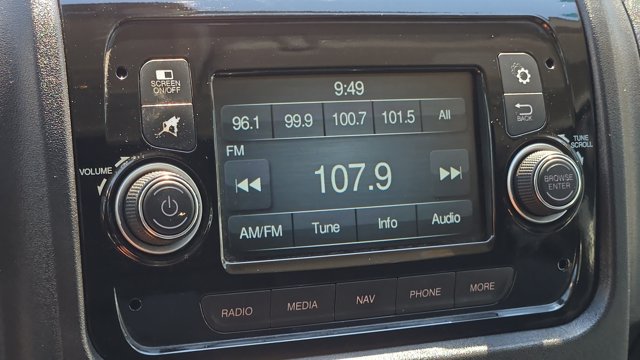 SCREEN
ON/OFF
VOLUME
9:49
96.1 99.9 100.7 101.5 All
FM
107.9
AM/FM Tune Info Audio
BACK
TUNE
SCROLL
BROWSE
ENTER
RADIO MEDIA NAV PHONE MORE